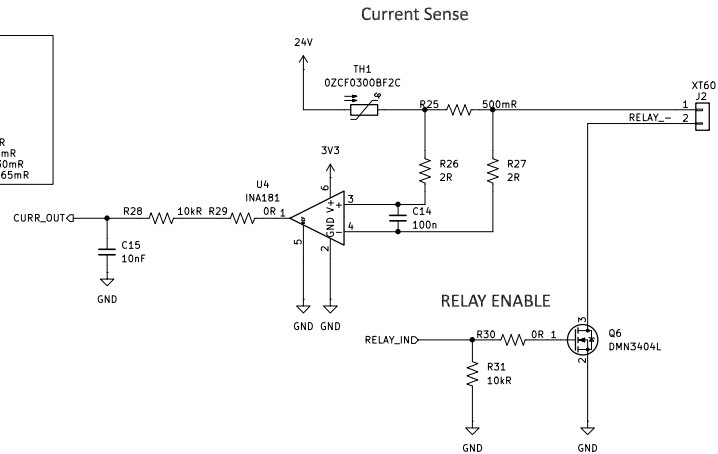 Current Sense
24V
TH1
0ZCF0300BF2C
R25
500mR
XT60
J2
1
RELAY_-
2
R
mR
30mR
65mR
3V3
R26
2R
R27
2R
U4
INA181
6
V+
+
3
C14
100n
GND
-
4
CURR_OUT
R28
10kR
R29
0R
1
5
2
C15
10nF
GND
GND
GND
RELAY ENABLE
RELAY_IN
R30
0R
1
3
Q6
DMN3404L
2
R31
10kR
GND
GND